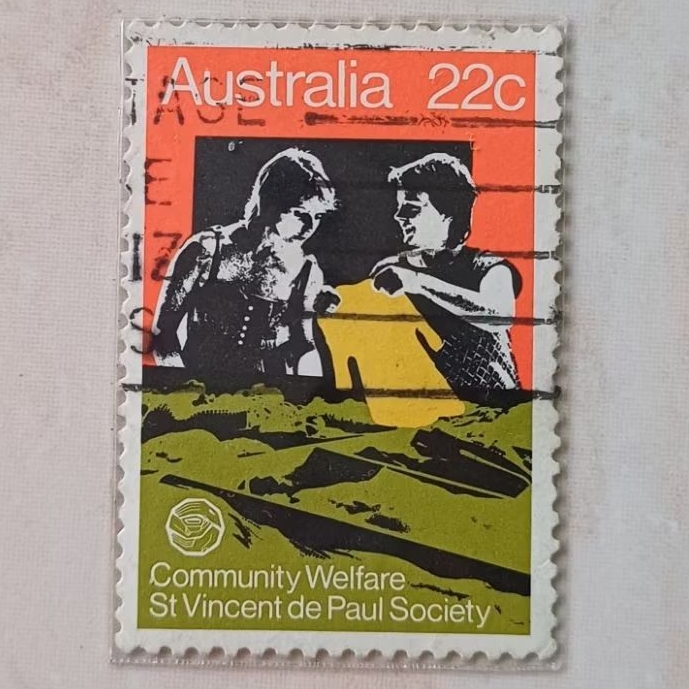 Australia 22c
Community Welfare
St Vincent de Paul Society